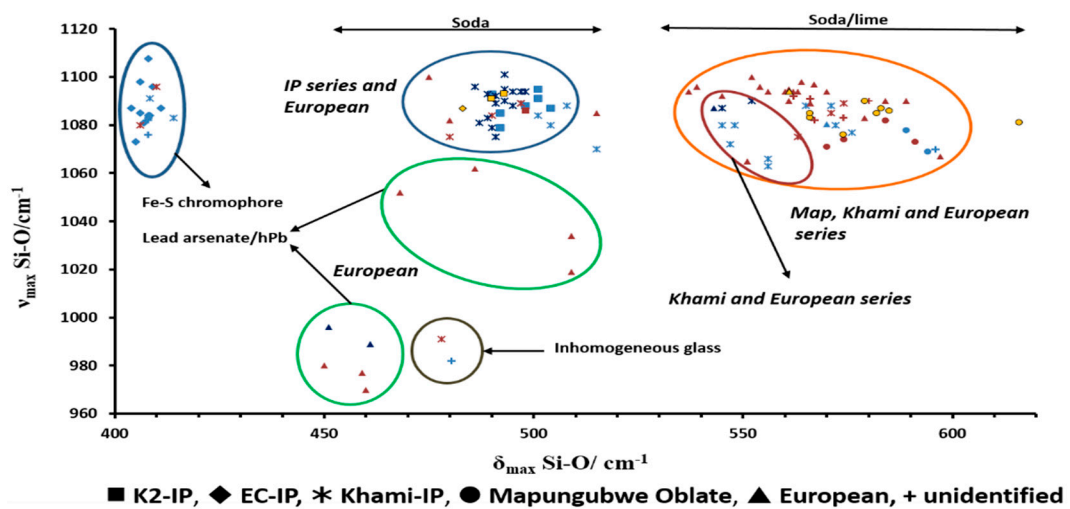 Soda
Soda/lime
1120
1100
1080
1060
1040
1020
1000
980
960
νmax Si-O/cm-1
IP series and
European
Fe-S chromophore
Lead arsenate/hPb
European
Map, Khami and European
series
Khami and European series
Inhomogeneous glass
400 450 500 550 600
δmax Si-O/ cm-1
■ K2-IP, ◆ EC-IP, ✳ Khami-IP, ● Mapungubwe Oblate, ▲ European, + unidentified